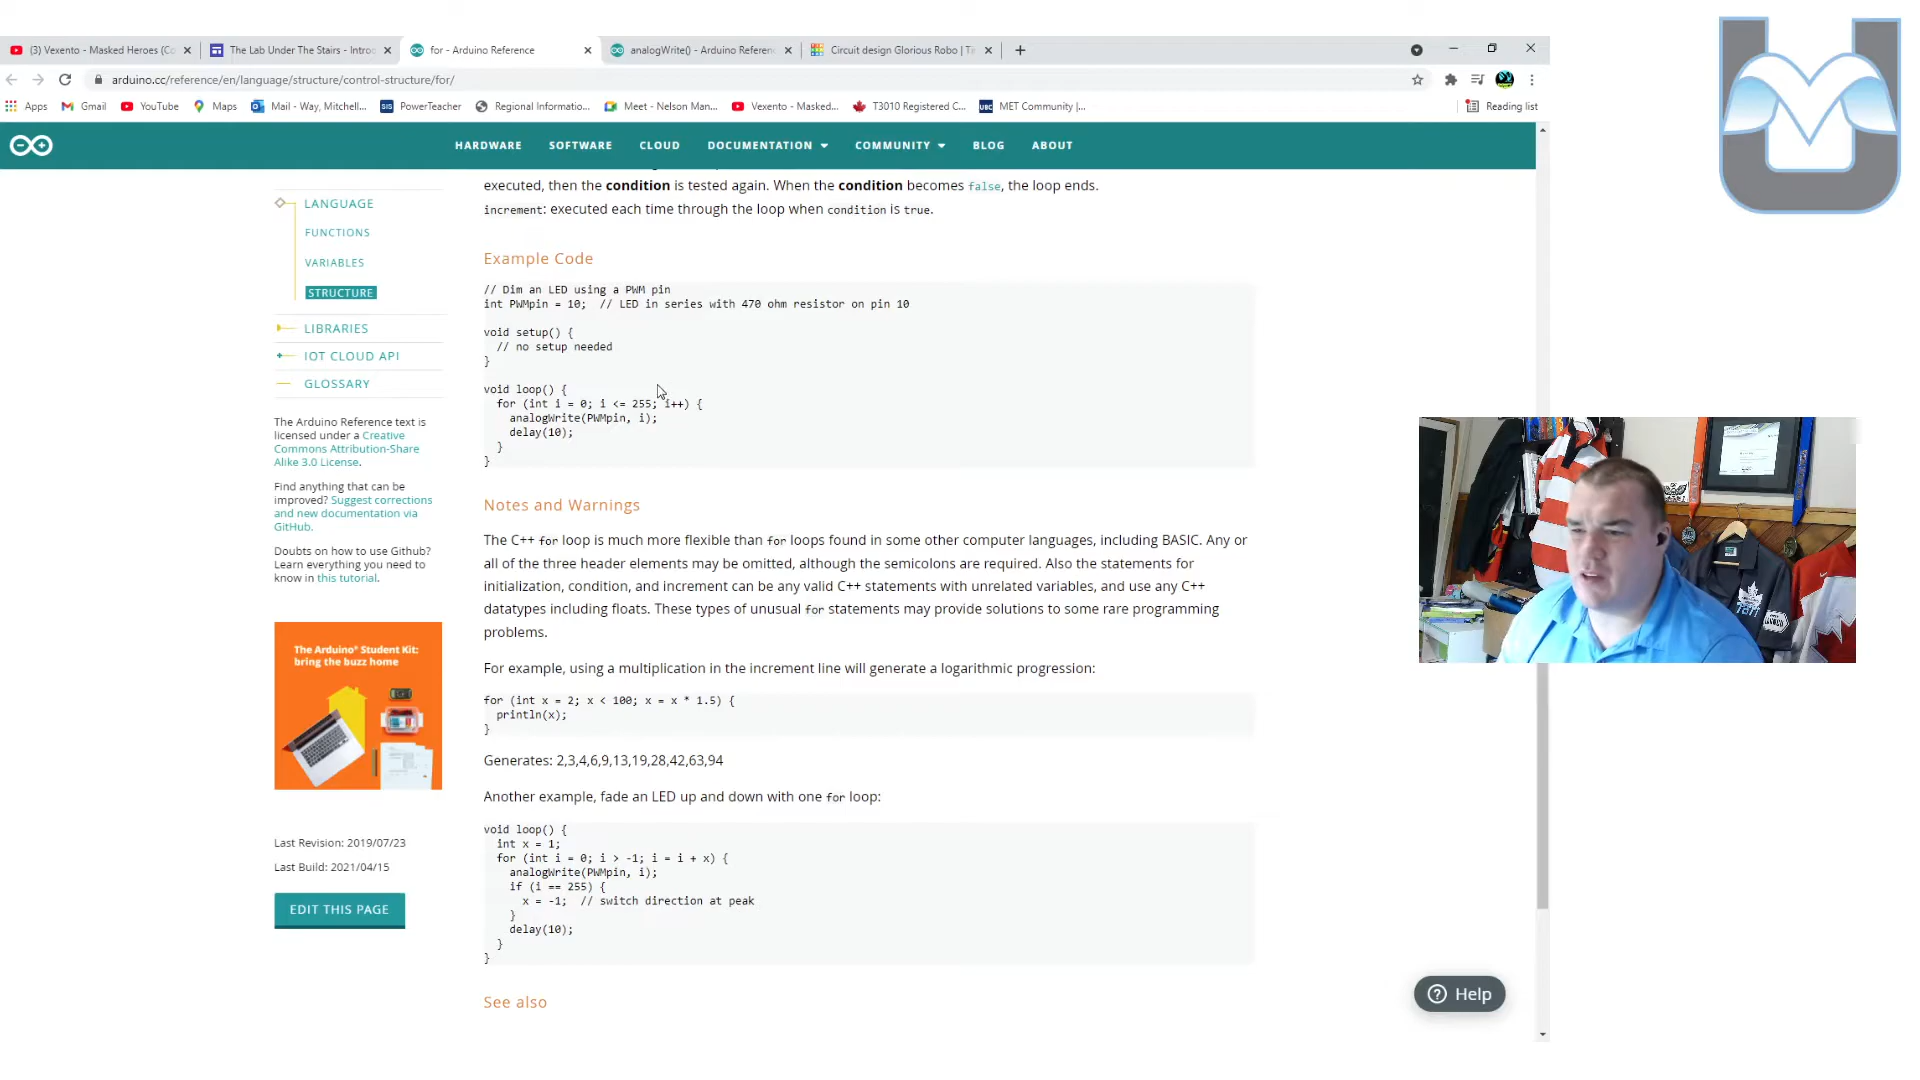 (3) Vexento - Masked Heroes (Co
The Lab Under The Stairs - Introd
for - Arduino Reference
analogWrite() - Arduino Referenc
Circuit design Glorious Robo | Ti
arduino.cc/reference/en/language/structure/control-structure/for/
Apps
Gmail
YouTube
Maps
Mail - Way, Mitchell...
PowerTeacher
Regional Informatio...
Meet - Nelson Man...
Vexento - Masked...
T3010 Registered C...
MET Community |...
Reading list
HARDWARE
SOFTWARE
CLOUD
DOCUMENTATION
COMMUNITY
BLOG
ABOUT
LANGUAGE
FUNCTIONS
VARIABLES
STRUCTURE
LIBRARIES
IOT CLOUD API
GLOSSARY
The Arduino Reference text is
licensed under a Creative
Commons Attribution-Share
Alike 3.0 License.
Find anything that can be
improved? Suggest corrections
and new documentation via
GitHub.
Doubts on how to use Github?
Learn everything you need to
know in this tutorial.
The Arduino® Student Kit:
bring the buzz home
Last Revision: 2019/07/23
Last Build: 2021/04/15
EDIT THIS PAGE
executed, then the condition is tested again. When the condition becomes false, the loop ends.
increment: executed each time through the loop when condition is true.
Example Code
// Dim an LED using a PWM pin
int PWMpin = 10;  // LED in series with 470 ohm resistor on pin 10
void setup() {
// no setup needed
}
void loop() {
for (int i = 0; i <= 255; i++) {
analogWrite(PWMpin, i);
delay(10);
}
}
Notes and Warnings
The C++ for loop is much more flexible than for loops found in some other computer languages, including BASIC. Any or
all of the three header elements may be omitted, although the semicolons are required. Also the statements for
initialization, condition, and increment can be any valid C++ statements with unrelated variables, and use any C++
datatypes including floats. These types of unusual for statements may provide solutions to some rare programming
problems.
For example, using a multiplication in the increment line will generate a logarithmic progression:
for (int x = 2; x < 100; x = x * 1.5) {
println(x);
}
Generates: 2,3,4,6,9,13,19,28,42,63,94
Another example, fade an LED up and down with one for loop:
void loop() {
int x = 1;
for (int i = 0; i > -1; i = i + x) {
analogWrite(PWMpin, i);
if (i == 255) {
x = -1;  // switch direction at peak
}
delay(10);
}
}
See also
Help